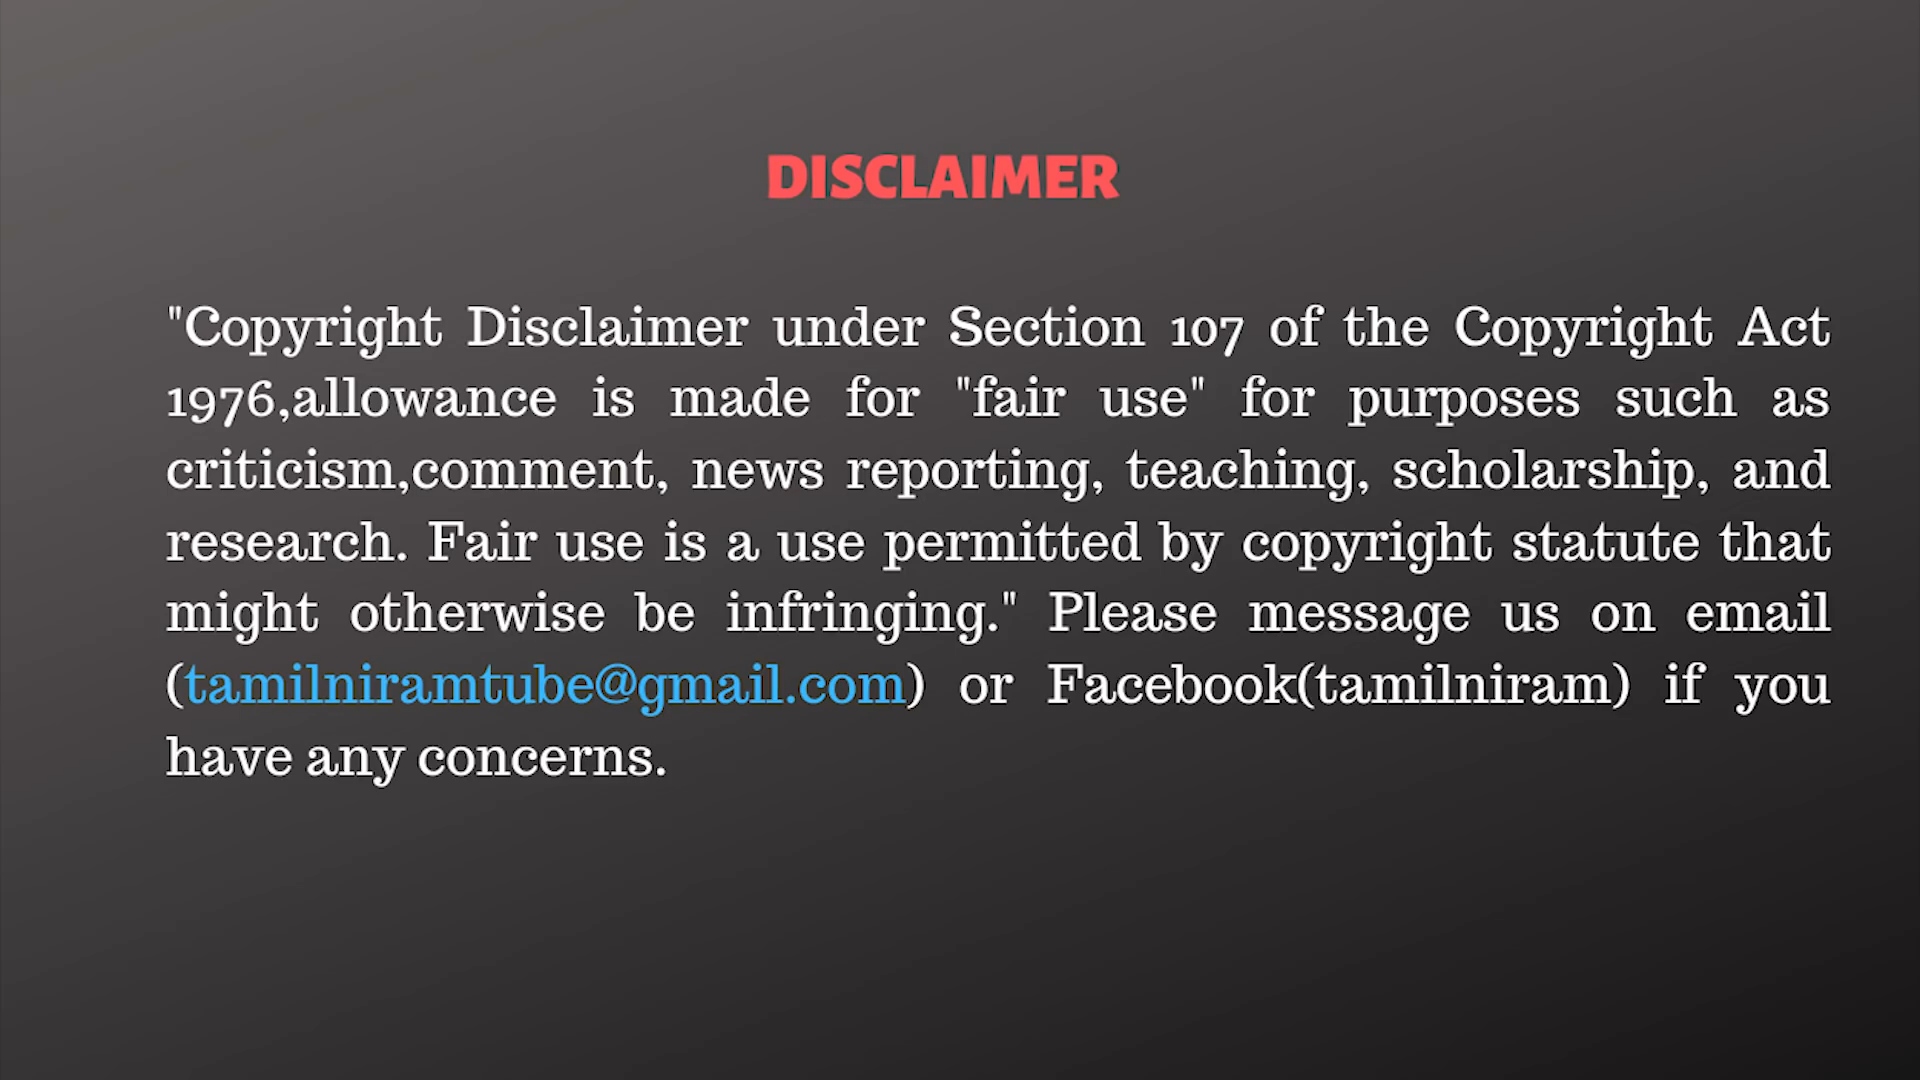 DISCLAIMER
"Copyright Disclaimer under Section 107 of the Copyright Act
1976,allowance is made for "fair use" for purposes such as
criticism,comment, news reporting, teaching, scholarship, and
research. Fair use is a use permitted by copyright statute that
might otherwise be infringing." Please message us on email
(tamilniramtube@gmail.com) or Facebook(tamilniram) if you
have any concerns.